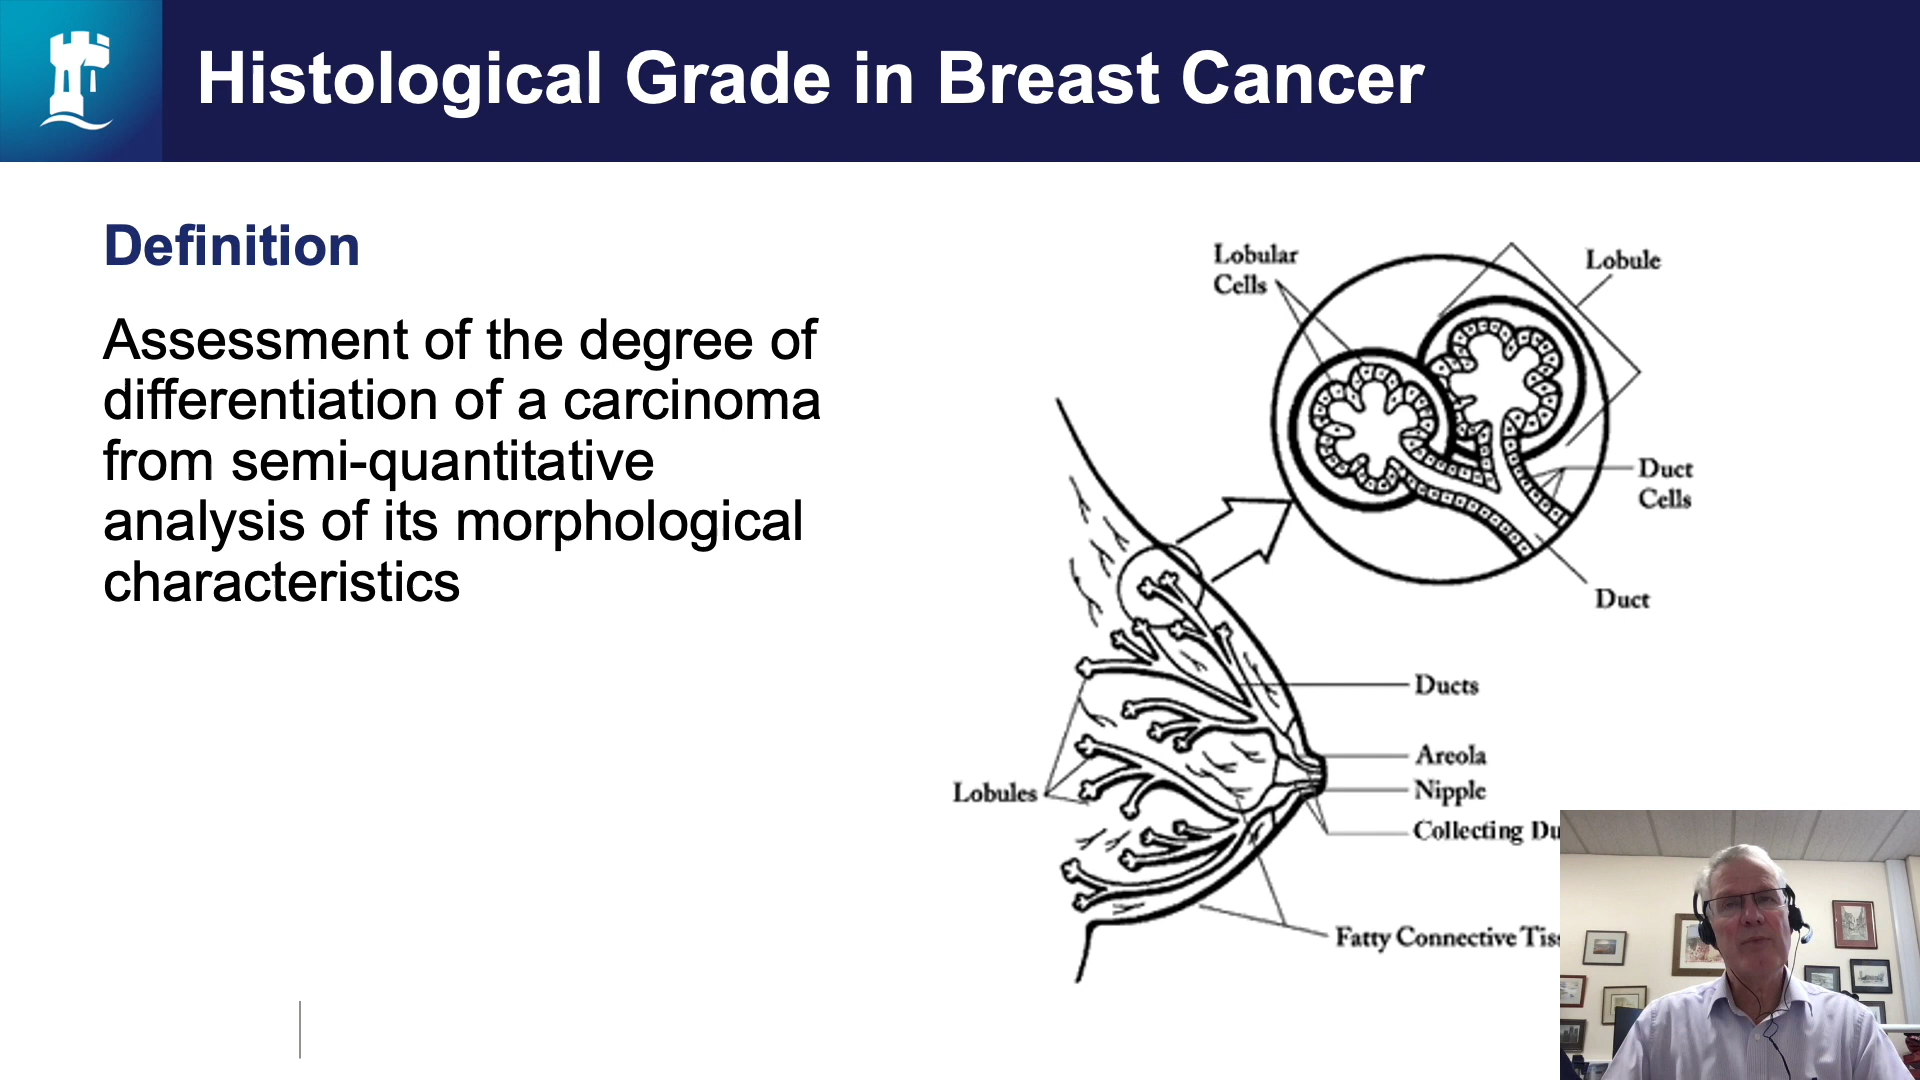 Histological Grade in Breast Cancer
Definition
Assessment of the degree of
differentiation of a carcinoma
from semi-quantitative
analysis of its morphological
characteristics
Lobular
Cells
Lobule
Duct
Cells
Duct
Ducts
Areola
Nipple
Collecting Du
Lobules
Fatty Connective Tis